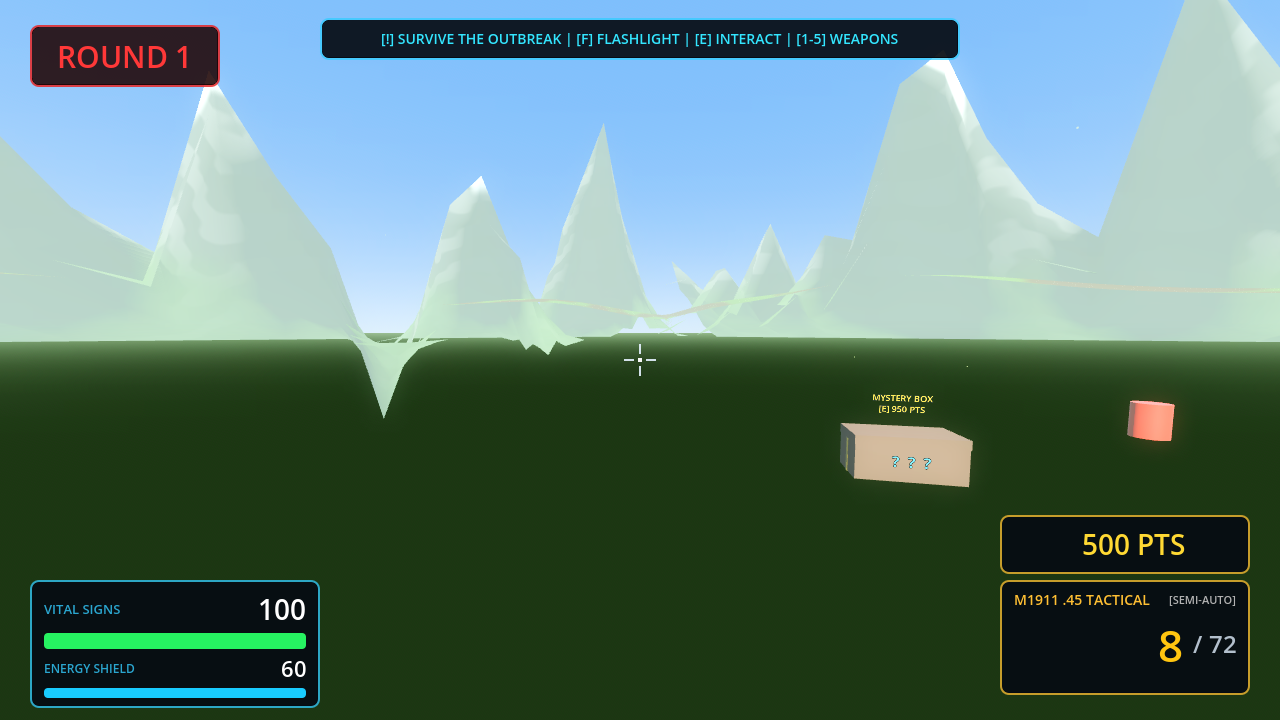 ROUND 1
[!] SURVIVE THE OUTBREAK | [F] FLASHLIGHT | [E] INTERACT | [1-5] WEAPONS
MYSTERY BOX
[E] 950 PTS
? ? ?
500 PTS
M1911 .45 TACTICAL [SEMI-AUTO]
8 / 72
VITAL SIGNS 100
ENERGY SHIELD 60